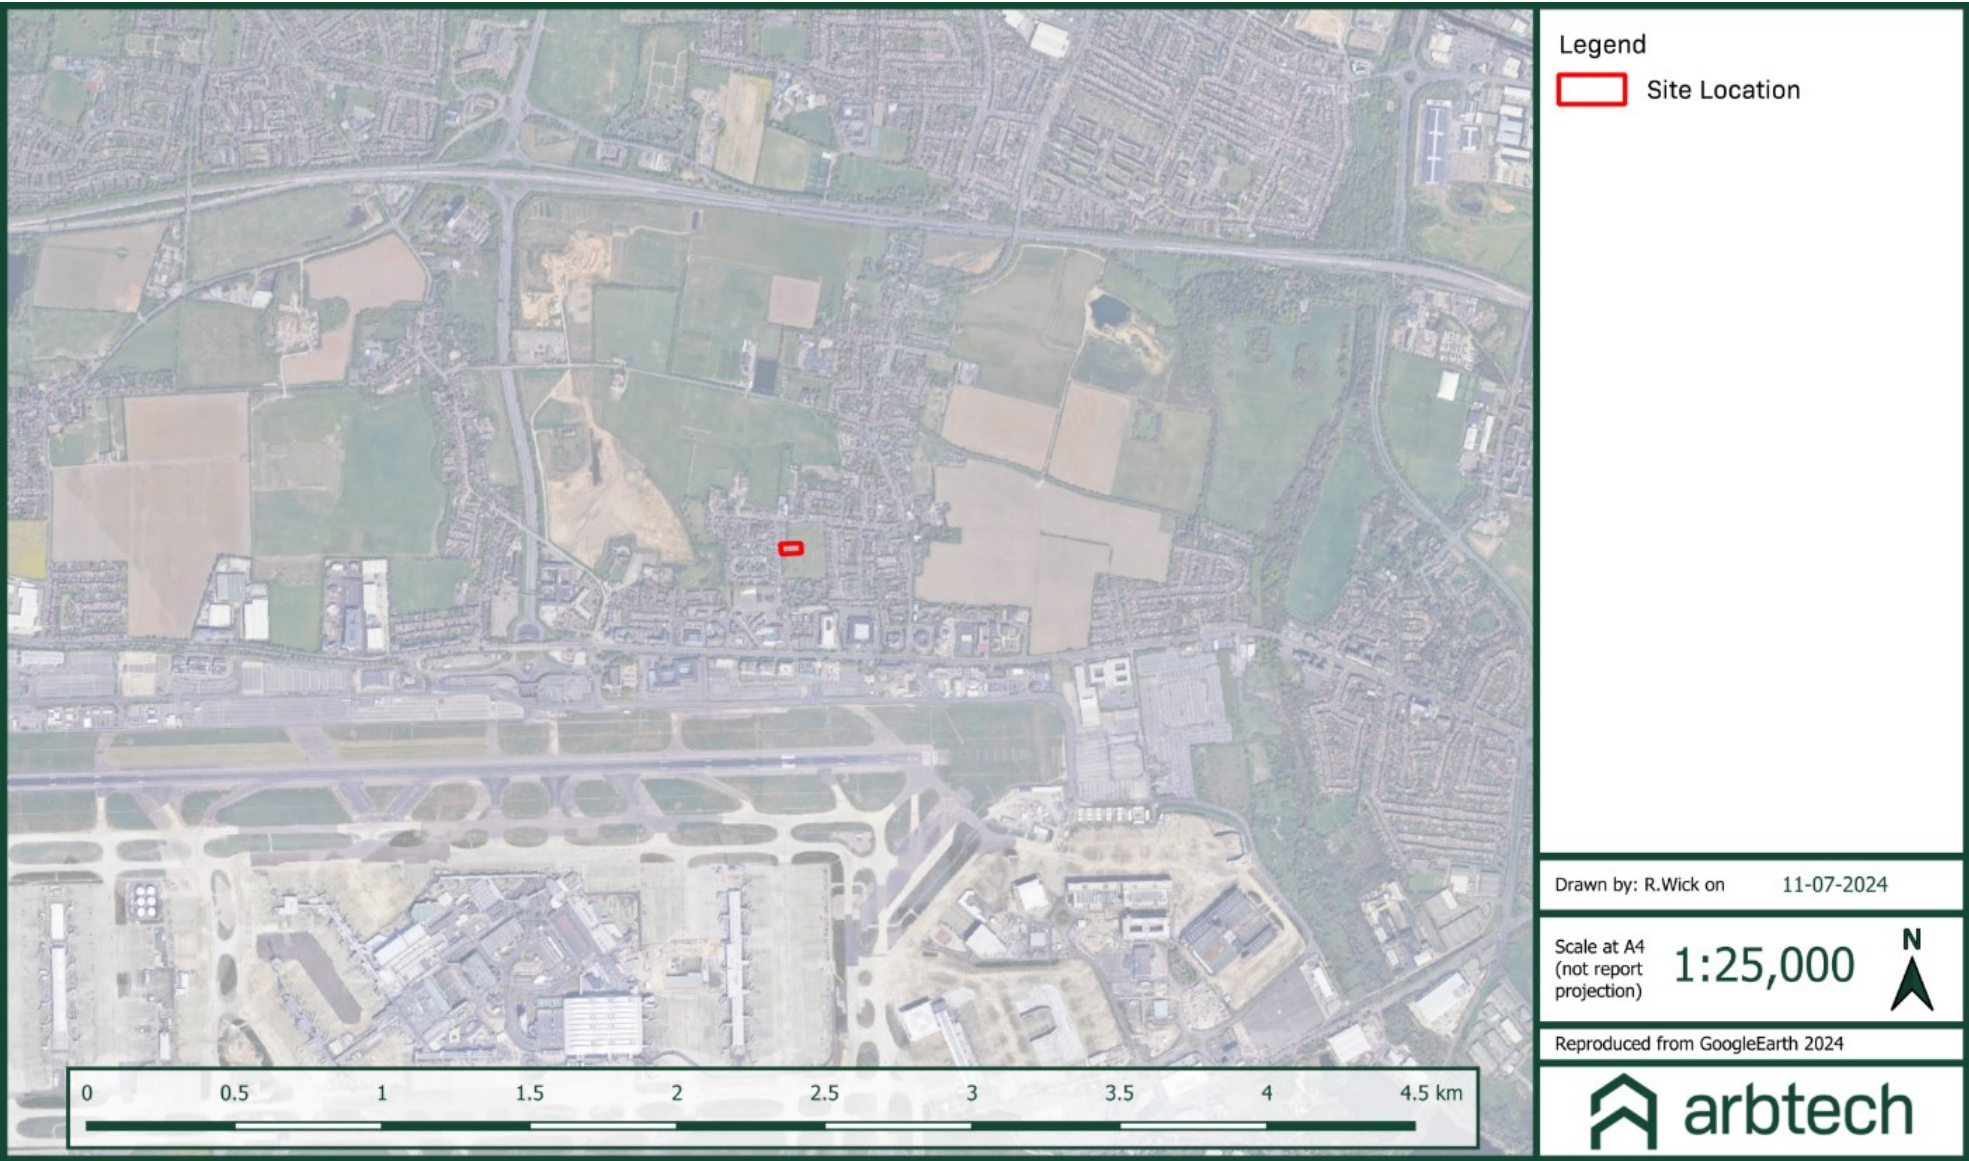 Legend
Site Location
Drawn by: R.Wick on 11-07-2024
Scale at A4
(not report
projection)
1:25,000
N
Reproduced from GoogleEarth 2024
arbtech
0 0.5 1 1.5 2 2.5 3 3.5 4 4.5 km